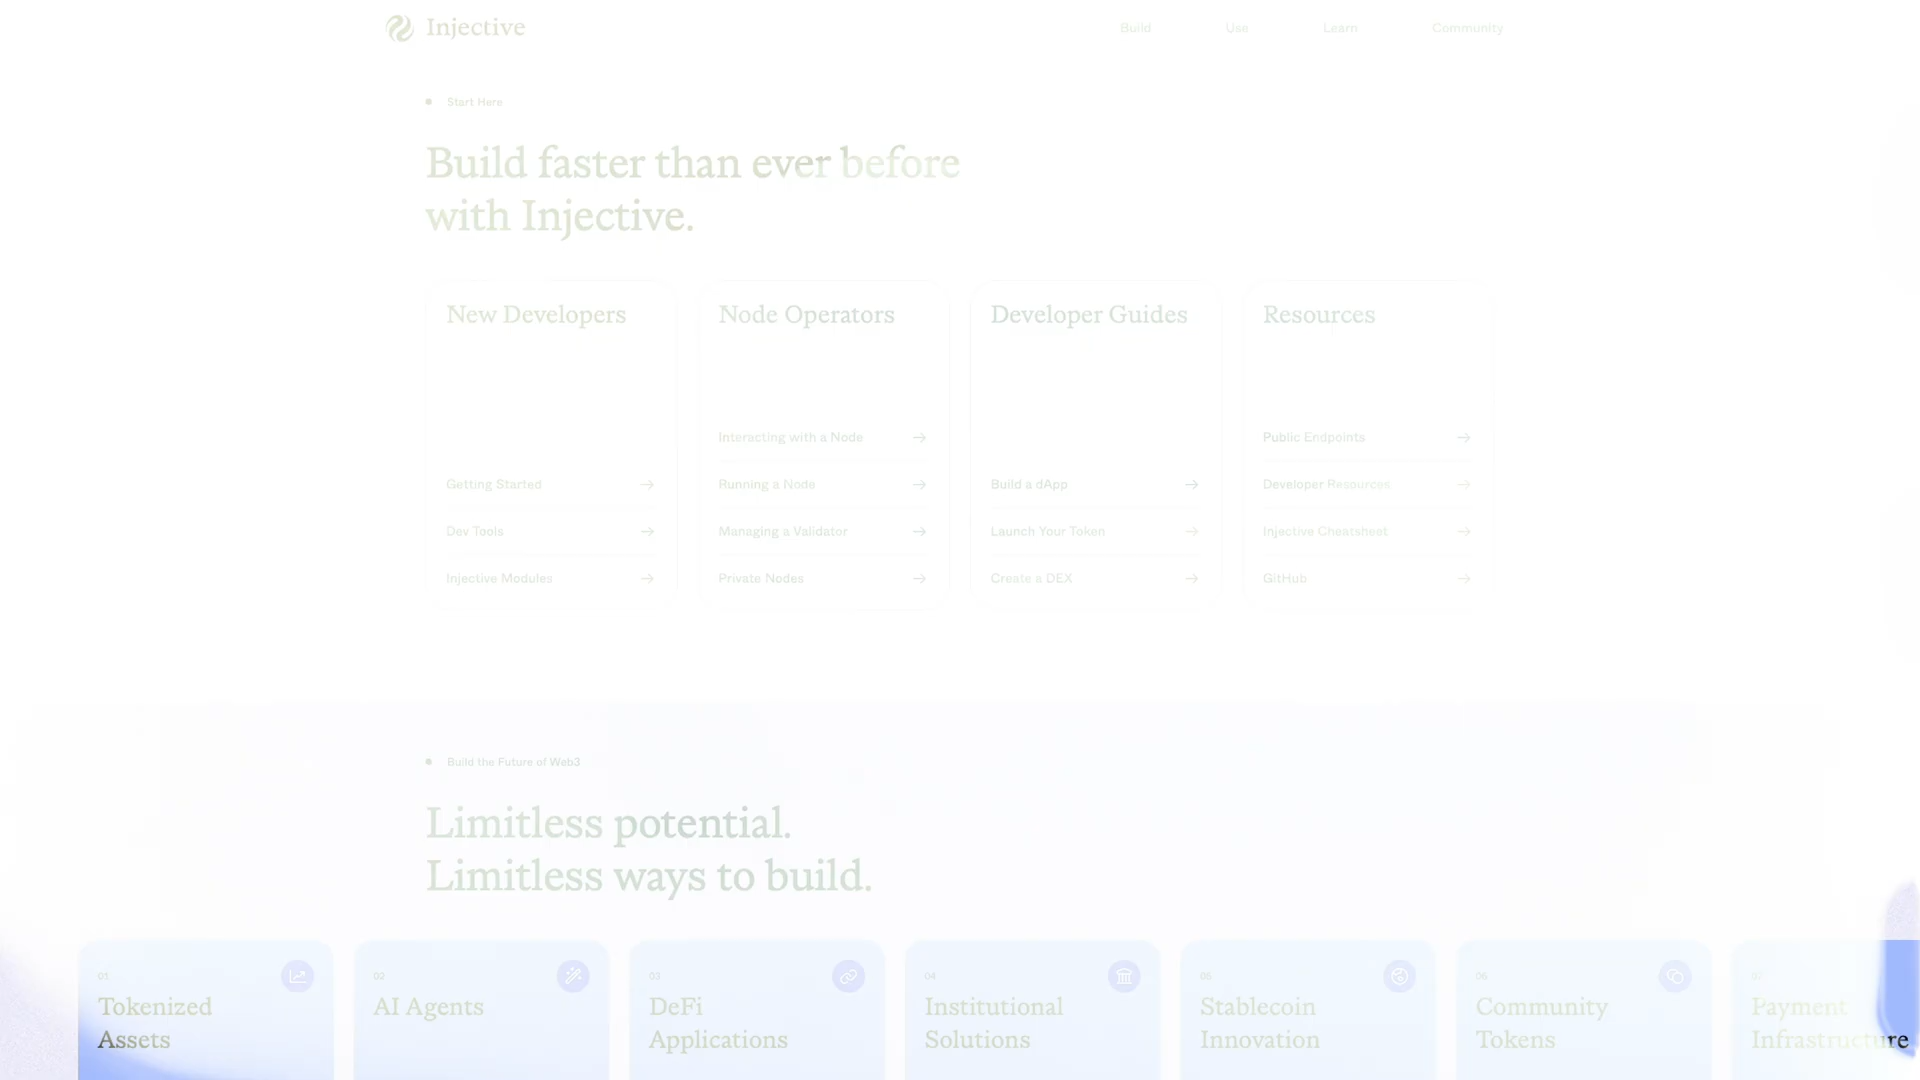 Injective
Build
Use
Learn
Community
Start Here
Build faster than ever before
with Injective.
New Developers
Getting Started
Dev Tools
Injective Modules
Node Operators
Interacting with a Node
Running a Node
Managing a Validator
Private Nodes
Developer Guides
Build a dApp
Launch Your Token
Create a DEX
Resources
Public Endpoints
Developer Resources
Injective Cheatsheet
GitHub
Build the Future of Web3
Limitless potential.
Limitless ways to build.
01
Tokenized
Assets
02
AI Agents
03
DeFi
Applications
04
Institutional
Solutions
05
Stablecoin
Innovation
06
Community
Tokens
07
Payment
Infrastructure